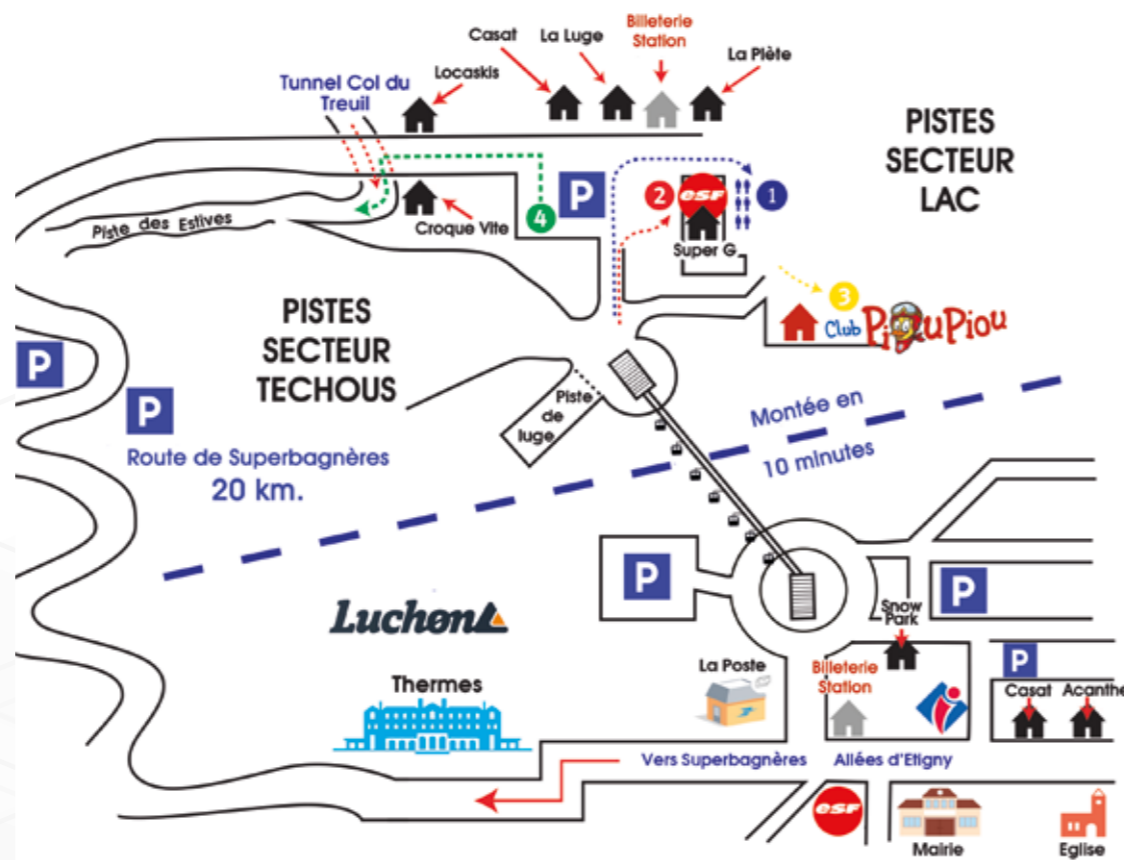 Casat
La Luge
Billeterie
Station
La Plète
Locaskis
Tunnel Col du
Treuil
PISTES
SECTEUR
LAC
P
2
esf
1
4
Piste des Estives
Croque Vite
Super G
3
Club PiouPiou
PISTES
SECTEUR
TECHOUS
P
P
Piste
de
luge
Montée en
10 minutes
Route de Superbagnères
20 km.
P
P
Luchon
Snow
Park
La Poste
Billeterie
Station
P
Casat
Acanthe
Thermes
Vers Superbagnères
Allées d'Etigny
esf
Mairie
Eglise